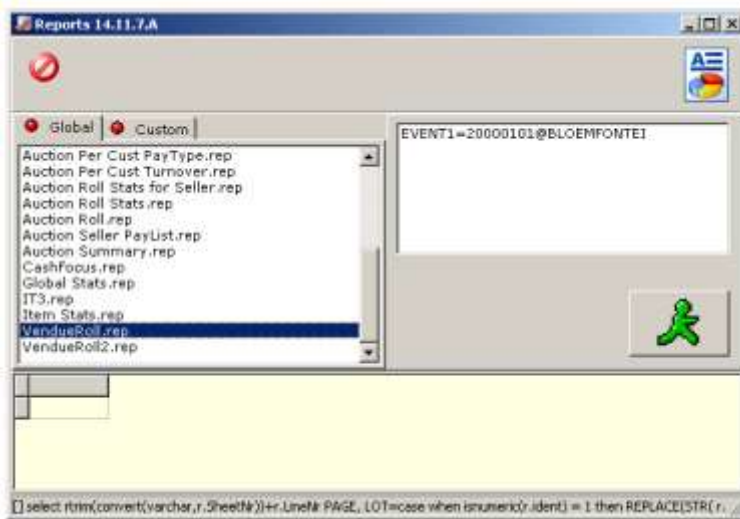 Reports 14.11.7.A
Global
Custom
Auction Per Cust PayType.rep
Auction Per Cust Turnover.rep
Auction Roll Stats for Seller.rep
Auction Roll Stats.rep
Auction Roll.rep
Auction Seller PayList.rep
Auction Summary.rep
CashFocus.rep
Global Stats.rep
IT3.rep
Item Stats.rep
VendueRoll.rep
VendueRoll2.rep
EVENT1=20000101@BLOEMFONTEI
A
[] select rtrim(convert(varchar,r.SheetNr))+r.LineNr PAGE, LOT=case when isnumeric(r.ident) = 1 then REPLACE(STR( r.